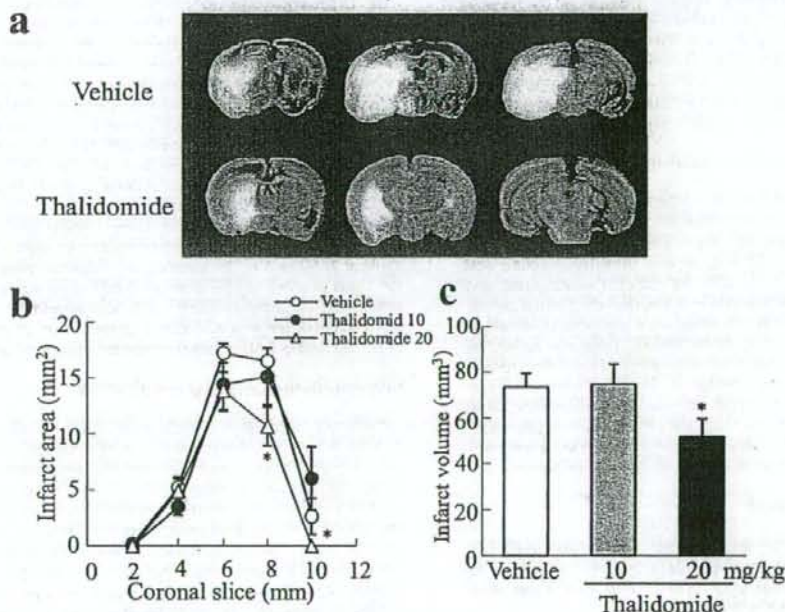 a
Vehicle
Thalidomide
b
Vehicle
Thalidomid 10
Thalidomide 20
20
15
10
5
0
Infarct area (mm²)
*
*
0 2 4 6 8 10 12
Coronal slice (mm)
c
100
80
60
40
20
0
Infarct volume (mm³)
*
Vehicle 10 20 mg/kg
Thalidomide